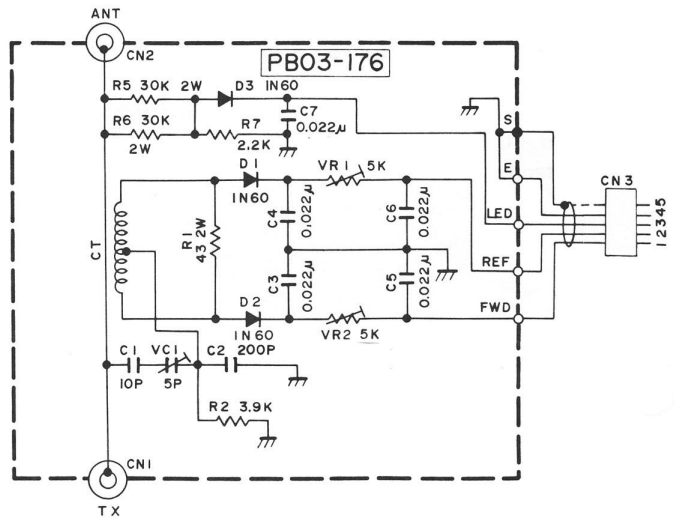 ANT
CN2
PB03-176
R5 30K 2W
D3 IN60
R6 30K
2W
C7
0.022μ
R7
2.2K
S
E
CN3
D1
IN60
VR1 5K
LED
CT
R1
43 2W
C4
0.022μ
C6
0.022μ
12345
REF
C3
0.022μ
C5
0.022μ
FWD
D2
IN60
VR2 5K
C1
10P
VC1
5P
C2
200P
R2 3.9K
CN1
TX